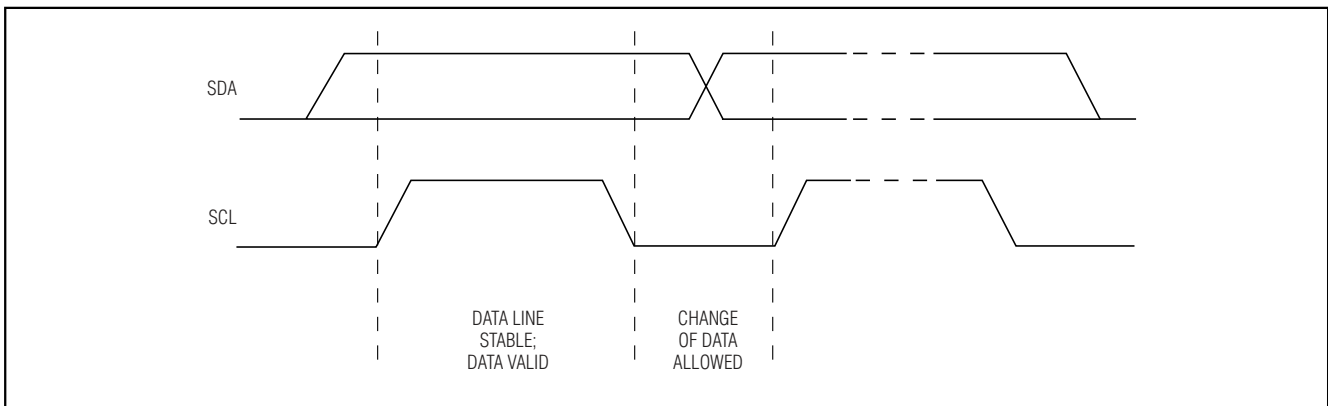 SDA
SCL
DATA LINE
STABLE;
DATA VALID
CHANGE
OF DATA
ALLOWED